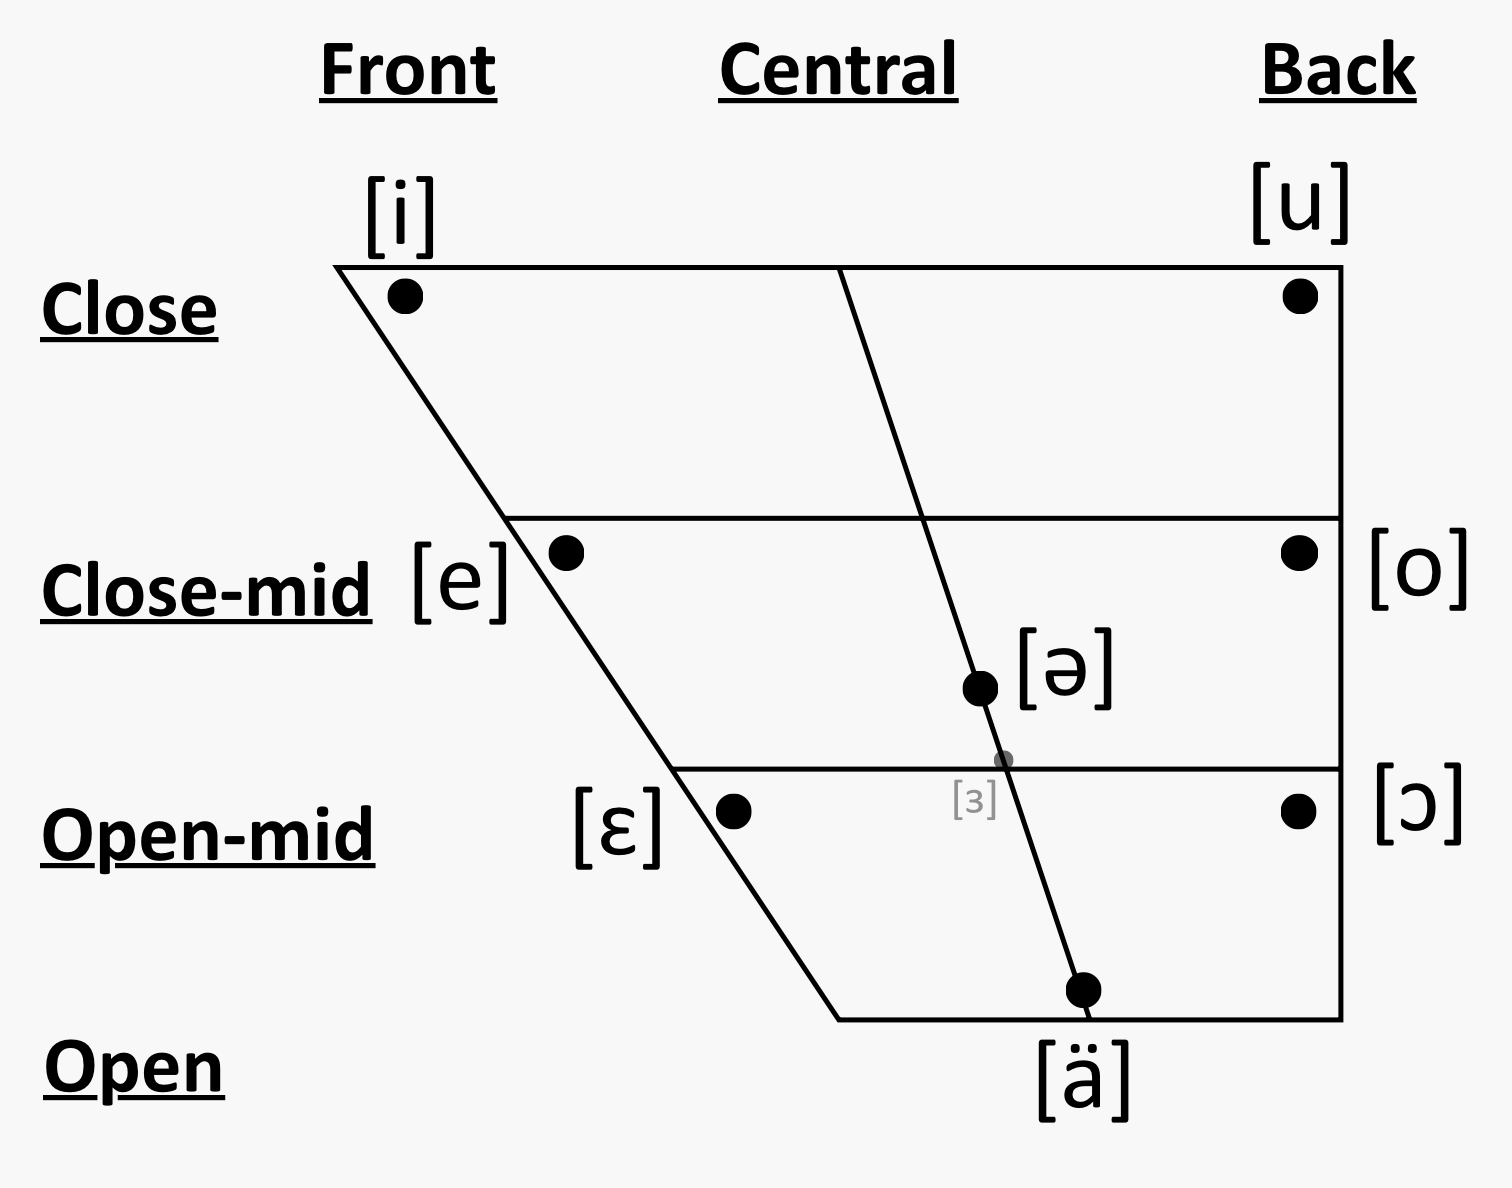 Front Central Back
[i] [u]
Close
Close-mid [e] [o]
[ə]
[ɜ]
Open-mid [ɛ] [ɔ]
Open
[ä]